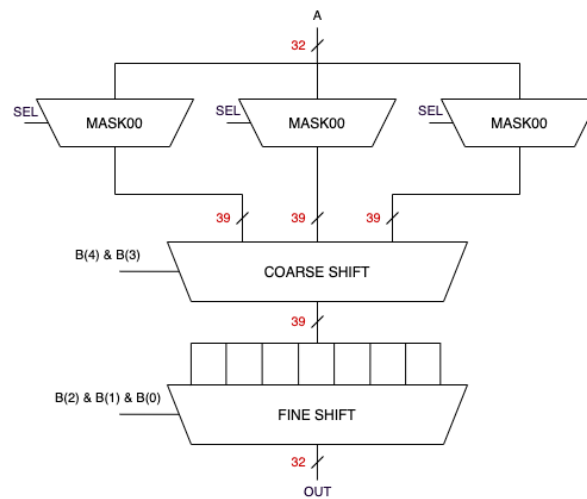 A
32
SEL
MASK00
SEL
MASK00
SEL
MASK00
39
39
39
B(4) & B(3)
COARSE SHIFT
39
B(2) & B(1) & B(0)
FINE SHIFT
32
OUT